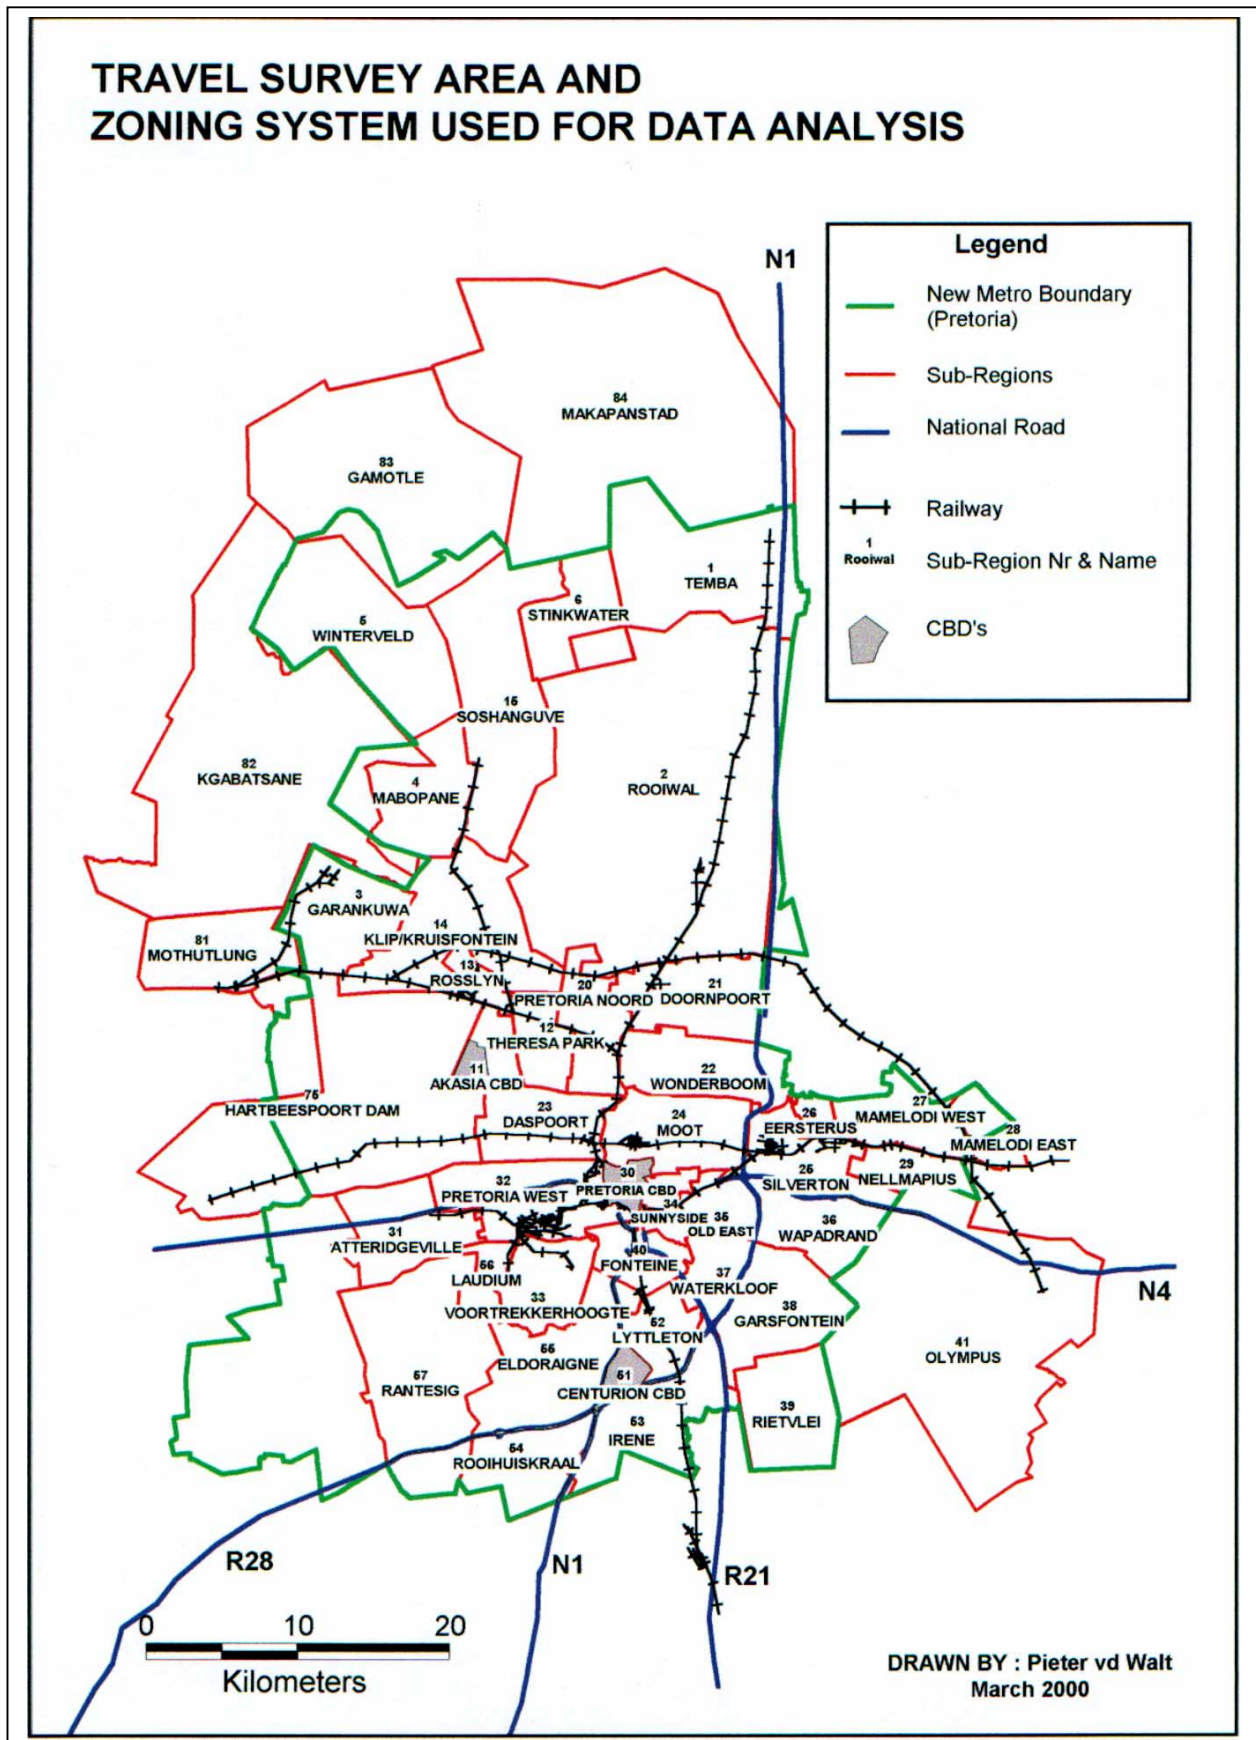 TRAVEL SURVEY AREA AND
ZONING SYSTEM USED FOR DATA ANALYSIS
Legend
New Metro Boundary
(Pretoria)
Sub-Regions
National Road
Railway
1
Rooiwal
Sub-Region Nr & Name
CBD's
N1
84
MAKAPANSTAD
83
GAMOTLE
1
TEMBA
6
STINKWATER
5
WINTERVELD
15
SOSHANGUVE
82
KGABATSANE
4
MABOPANE
2
ROOIWAL
3
GARANKUWA
14
KLIP/KRUISFONTEIN
81
MOTHUTLUNG
13
ROSSLYN
20
PRETORIA NOORD
21
DOORNPOORT
12
THERESA PARK
11
AKASIA CBD
22
WONDERBOOM
75
HARTBEESPOORT DAM
23
DASPOORT
24
MOOT
26
EERSTERUS
27
MAMELODI WEST
28
MAMELODI EAST
25
SILVERTON
29
NELLMAPIUS
30
PRETORIA CBD
32
PRETORIA WEST
34
SUNNYSIDE
35
OLD EAST
36
WAPADRAND
31
ATTERIDGEVILLE
40
FONTEINE
56
LAUDIUM
37
WATERKLOOF
N4
33
VOORTREKKERHOOGTE
38
GARSFONTEIN
52
LYTTLETON
41
OLYMPUS
55
ELDORAIGNE
57
RANTESIG
51
CENTURION CBD
39
RIETVLEI
53
IRENE
54
ROOIHUISKRAAL
R28
N1
R21
0 10 20
Kilometers
DRAWN BY : Pieter vd Walt
March 2000